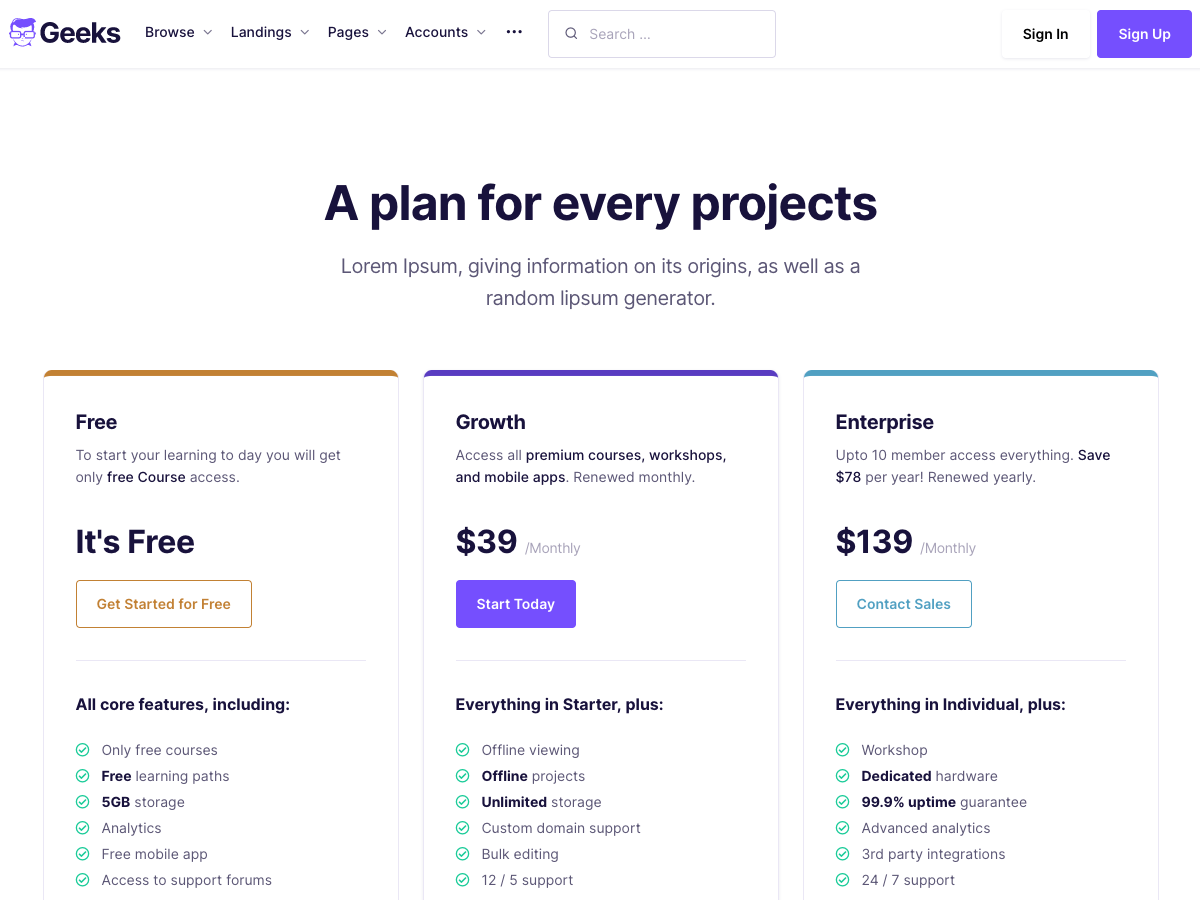 Geeks Browse Landings Pages Accounts ••• Search ... Sign In Sign Up
A plan for every projects
Lorem Ipsum, giving information on its origins, as well as a
random lipsum generator.
Free
To start your learning to day you will get
only free Course access.
It's Free
Get Started for Free
All core features, including:
Only free courses
Free learning paths
5GB storage
Analytics
Free mobile app
Access to support forums
Growth
Access all premium courses, workshops,
and mobile apps. Renewed monthly.
$39 /Monthly
Start Today
Everything in Starter, plus:
Offline viewing
Offline projects
Unlimited storage
Custom domain support
Bulk editing
12 / 5 support
Enterprise
Upto 10 member access everything. Save
$78 per year! Renewed yearly.
$139 /Monthly
Contact Sales
Everything in Individual, plus:
Workshop
Dedicated hardware
99.9% uptime guarantee
Advanced analytics
3rd party integrations
24 / 7 support